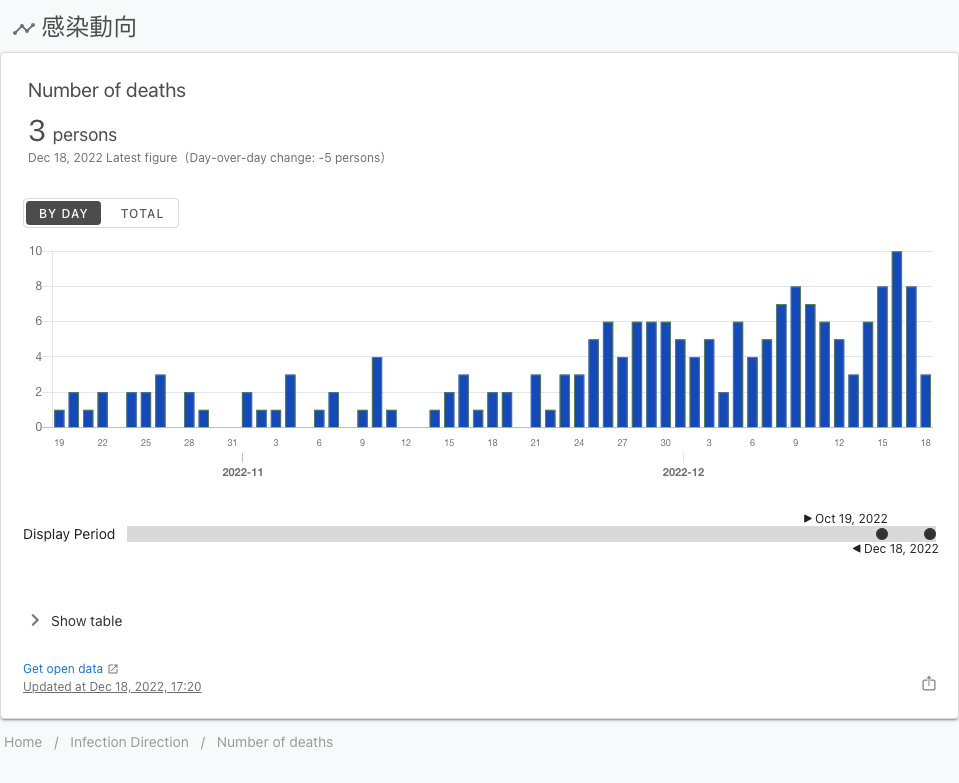 感染動向
Number of deaths
3 persons
Dec 18, 2022 Latest figure (Day-over-day change: -5 persons)
BY DAY TOTAL
10
8
6
4
2
0
19 22 25 28 31 3 6 9 12 15 18 21 24 27 30 3 6 9 12 15 18
2022-11 2022-12
Oct 19, 2022
Display Period
Dec 18, 2022
Show table
Get open data
Updated at Dec 18, 2022, 17:20
Home / Infection Direction / Number of deaths